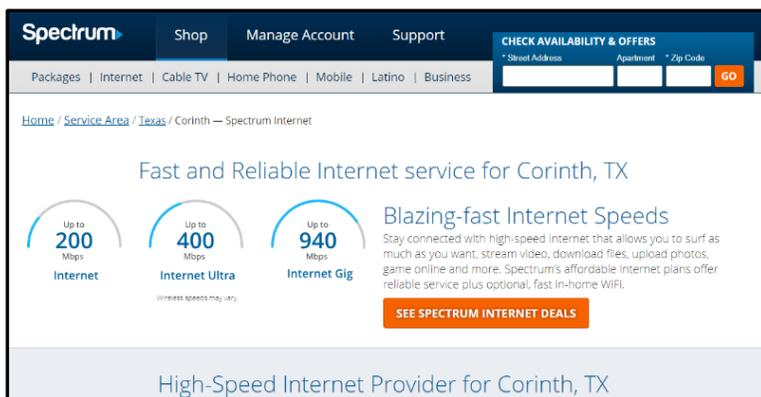 Spectrum
Shop Manage Account Support
CHECK AVAILABILITY & OFFERS
* Street Address Apartment * Zip Code
GO
Packages | Internet | Cable TV | Home Phone | Mobile | Latino | Business
Home / Service Area / Texas / Corinth — Spectrum Internet
Fast and Reliable Internet service for Corinth, TX
Up to
200
Mbps
Internet
Up to
400
Mbps
Internet Ultra
Wireless speeds may vary.
Up to
940
Mbps
Internet Gig
Blazing-fast Internet Speeds
Stay connected with high-speed internet that allows you to surf as
much as you want, stream video, download files, upload photos,
game online and more. Spectrum's affordable Internet plans offer
reliable service plus optional, fast in-home WiFi.
SEE SPECTRUM INTERNET DEALS
High-Speed Internet Provider for Corinth, TX